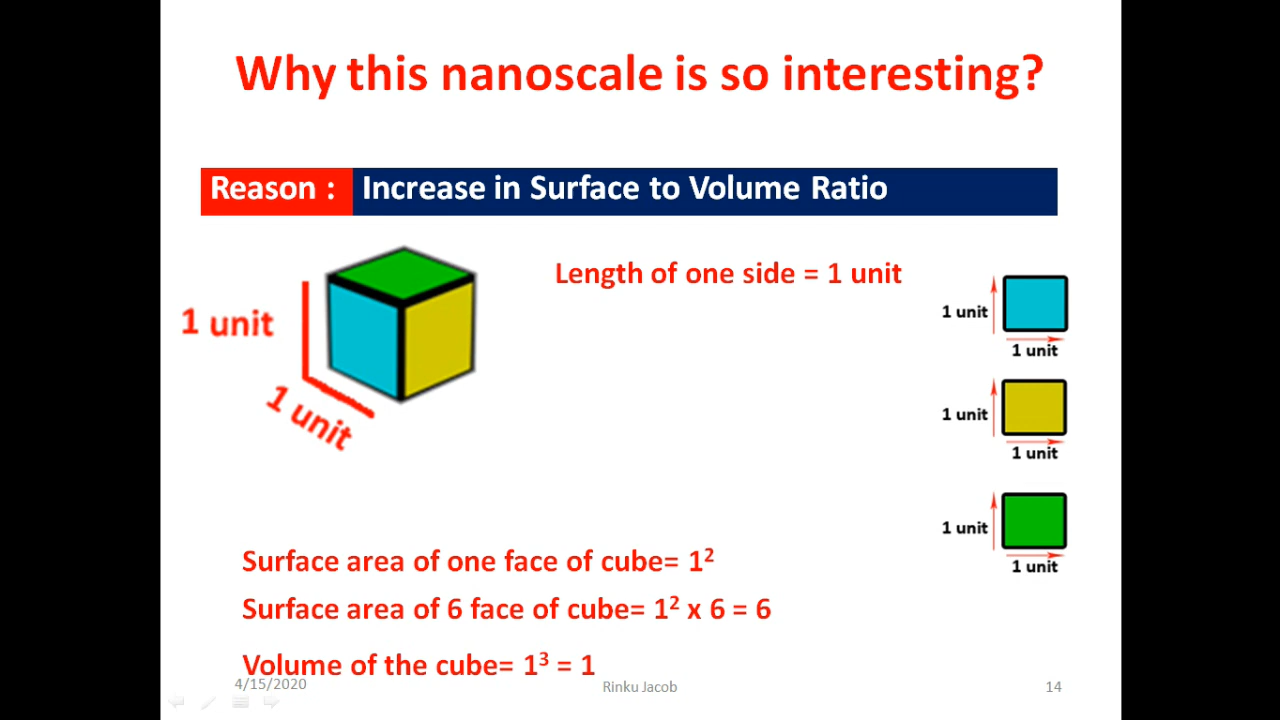 Why this nanoscale is so interesting?
Reason : Increase in Surface to Volume Ratio
Length of one side = 1 unit
1 unit
1 unit
1 unit
1 unit
1 unit
1 unit
1 unit
1 unit
Surface area of one face of cube= 1²
Surface area of 6 face of cube= 1² x 6 = 6
Volume of the cube= 1³ = 1
4/15/2020
Rinku Jacob
14